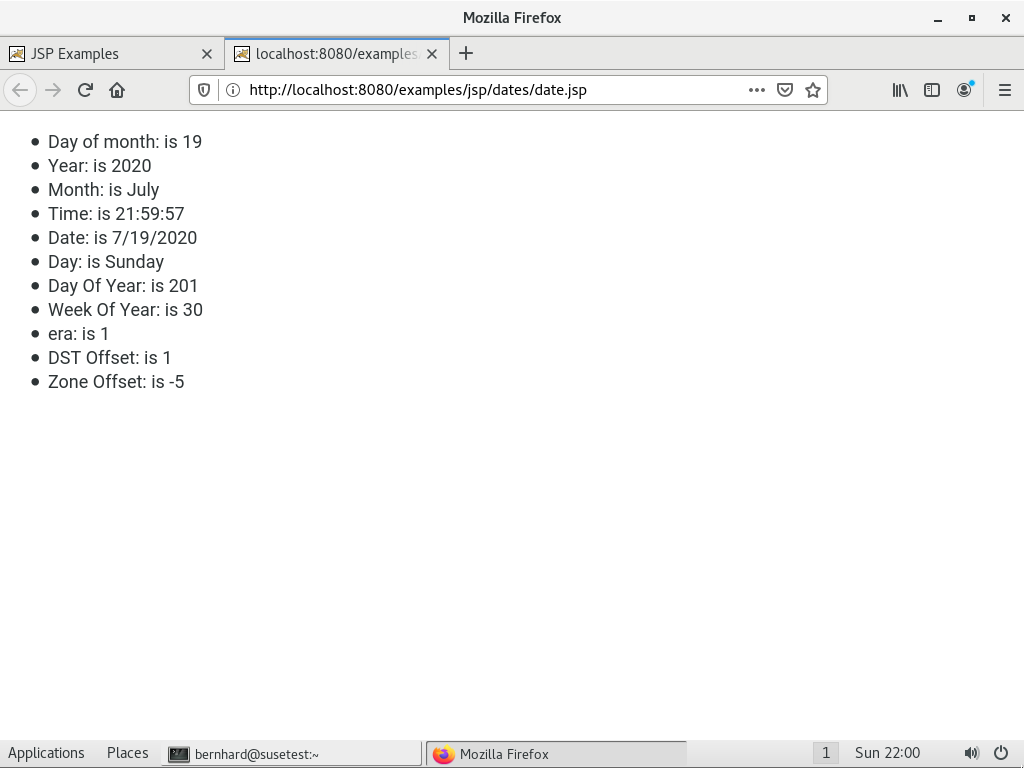 Mozilla Firefox
JSP Examples
localhost:8080/examples
http://localhost:8080/examples/jsp/dates/date.jsp
Day of month: is 19
Year: is 2020
Month: is July
Time: is 21:59:57
Date: is 7/19/2020
Day: is Sunday
Day Of Year: is 201
Week Of Year: is 30
era: is 1
DST Offset: is 1
Zone Offset: is -5
Applications Places bernhard@susetest:~ Mozilla Firefox 1 Sun 22:00